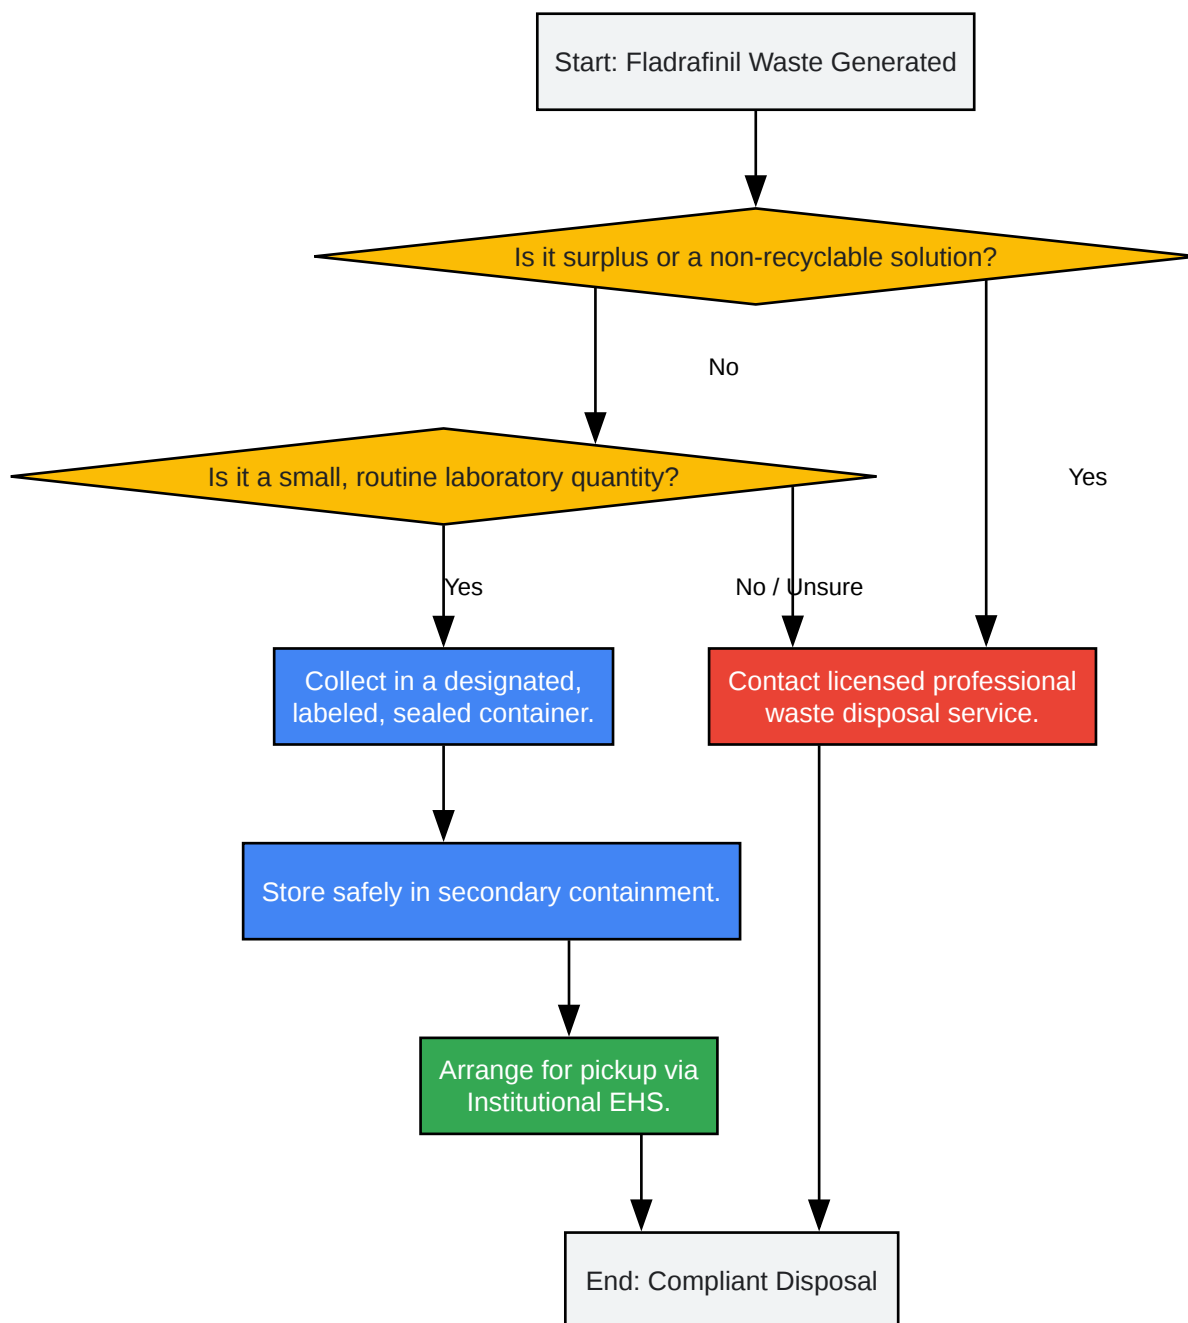 Start: Fladrafinil Waste Generated
Is it surplus or a non-recyclable solution?
No
Is it a small, routine laboratory quantity?
Yes
Yes
No / Unsure
Collect in a designated,
labeled, sealed container.
Contact licensed professional
waste disposal service.
Store safely in secondary containment.
Arrange for pickup via
Institutional EHS.
End: Compliant Disposal